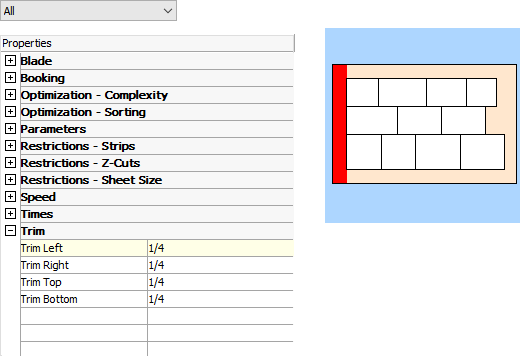 All
Properties
Blade
Booking
Optimization - Complexity
Optimization - Sorting
Parameters
Restrictions - Strips
Restrictions - Z-Cuts
Restrictions - Sheet Size
Speed
Times
Trim
Trim Left 1/4
Trim Right 1/4
Trim Top 1/4
Trim Bottom 1/4